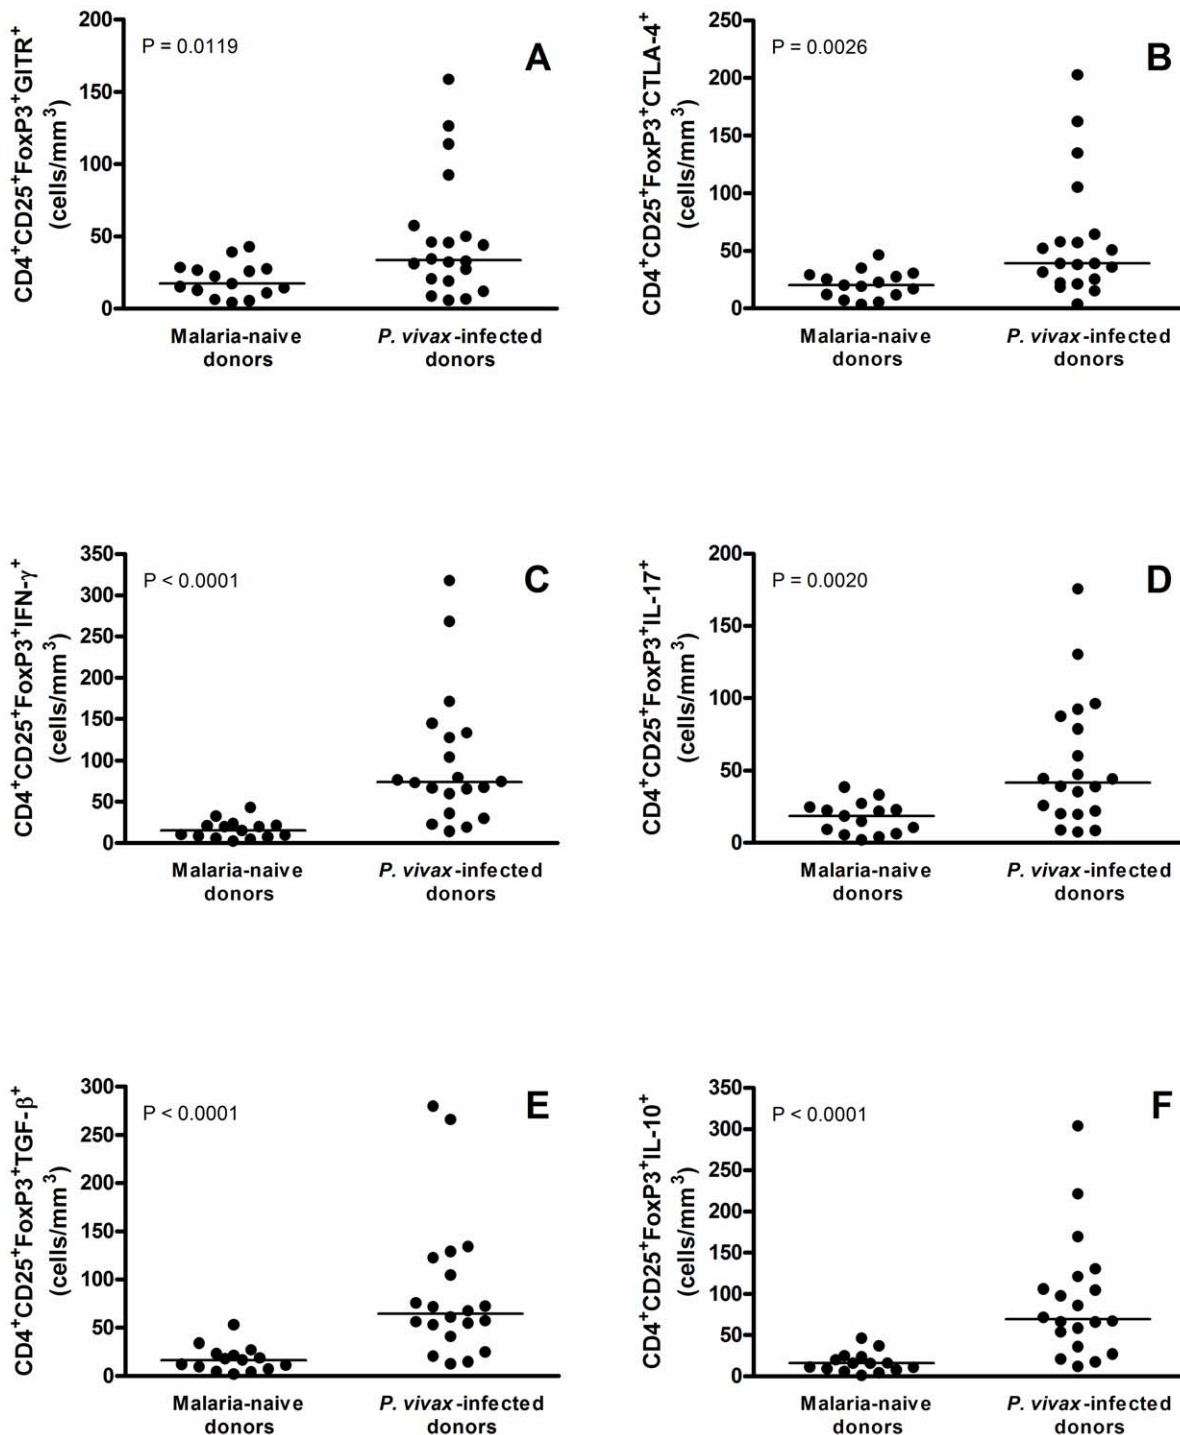 CD4+CD25+FoxP3+GITR+
(cells/mm3)
200
150
100
50
0
P = 0.0119
A
Malaria-naive
donors
P. vivax-infected
donors
CD4+CD25+FoxP3+CTLA-4+
(cells/mm3)
250
200
150
100
50
0
P = 0.0026
B
Malaria-naive
donors
P. vivax-infected
donors
CD4+CD25+FoxP3+IFN-γ+
(cells/mm3)
350
300
250
200
150
100
50
0
P < 0.0001
C
Malaria-naive
donors
P. vivax-infected
donors
CD4+CD25+FoxP3+IL-17+
(cells/mm3)
200
150
100
50
0
P = 0.0020
D
Malaria-naive
donors
P. vivax-infected
donors
CD4+CD25+FoxP3+TGF-β+
(cells/mm3)
300
250
200
150
100
50
0
P < 0.0001
E
Malaria-naive
donors
P. vivax-infected
donors
CD4+CD25+FoxP3+IL-10+
(cells/mm3)
350
300
250
200
150
100
50
0
P < 0.0001
F
Malaria-naive
donors
P. vivax-infected
donors